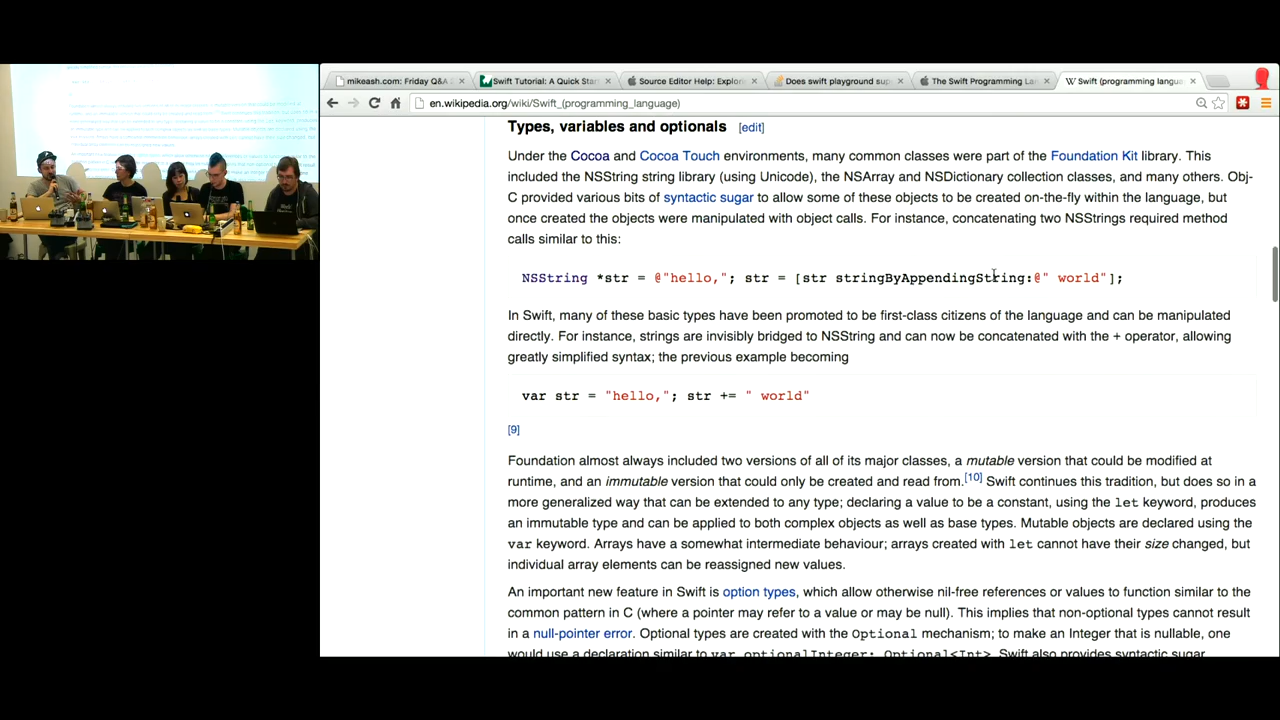 mikeash.com: Friday Q&A
Swift Tutorial: A Quick Star
Source Editor Help: Explor
Does swift playground sup
The Swift Programming Lan
Swift (programming langua
en.wikipedia.org/wiki/Swift_(programming_language)
Types, variables and optionals [edit]
Under the Cocoa and Cocoa Touch environments, many common classes were part of the Foundation Kit library. This
included the NSString string library (using Unicode), the NSArray and NSDictionary collection classes, and many others. Obj-
C provided various bits of syntactic sugar to allow some of these objects to be created on-the-fly within the language, but
once created the objects were manipulated with object calls. For instance, concatenating two NSStrings required method
calls similar to this:
NSString *str = @"hello,"; str = [str stringByAppendingString:@" world"];
In Swift, many of these basic types have been promoted to be first-class citizens of the language and can be manipulated
directly. For instance, strings are invisibly bridged to NSString and can now be concatenated with the + operator, allowing
greatly simplified syntax; the previous example becoming
var str = "hello,"; str += " world"
[9]
Foundation almost always included two versions of all of its major classes, a mutable version that could be modified at
runtime, and an immutable version that could only be created and read from.[10] Swift continues this tradition, but does so in a
more generalized way that can be extended to any type; declaring a value to be a constant, using the let keyword, produces
an immutable type and can be applied to both complex objects as well as base types. Mutable objects are declared using the
var keyword. Arrays have a somewhat intermediate behaviour; arrays created with let cannot have their size changed, but
individual array elements can be reassigned new values.
An important new feature in Swift is option types, which allow otherwise nil-free references or values to function similar to the
common pattern in C (where a pointer may refer to a value or may be null). This implies that non-optional types cannot result
in a null-pointer error. Optional types are created with the Optional mechanism; to make an Integer that is nullable, one
would use a declaration similar to var optionalInteger: Optional<Int>. Swift also provides syntactic sugar